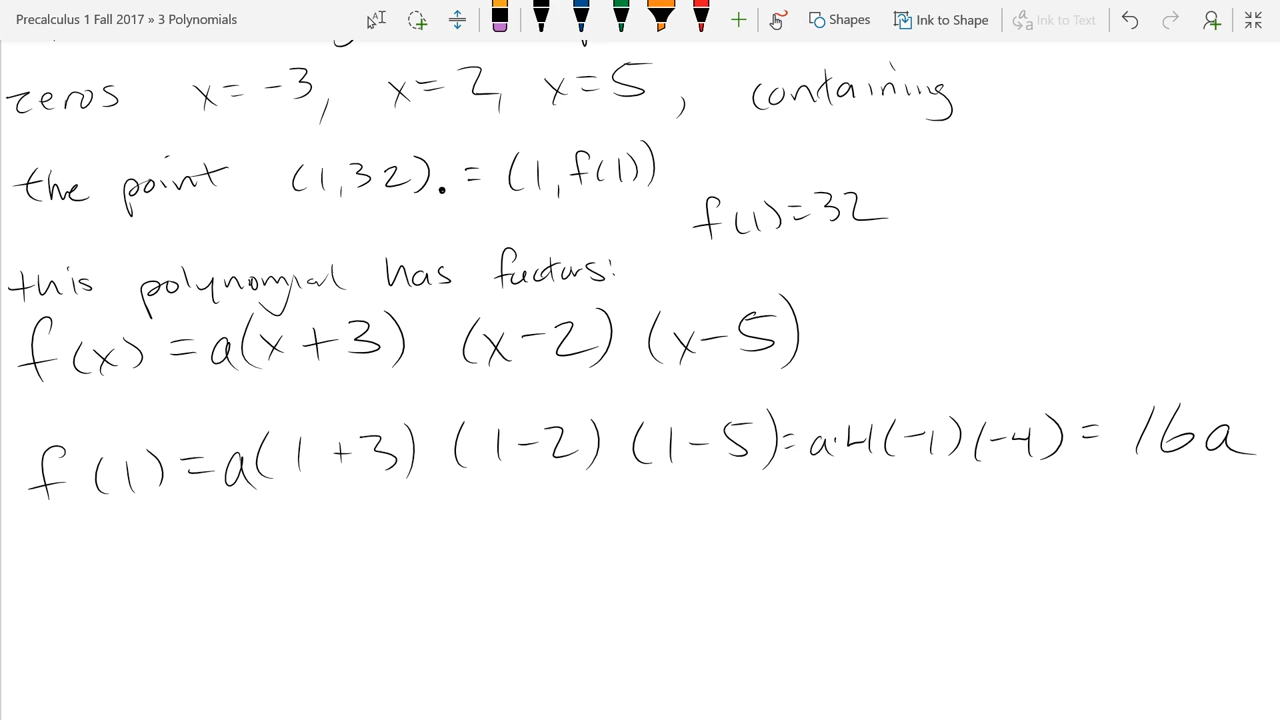 Precalculus 1 Fall 2017 » 3 Polynomials Shapes Ink to Shape Ink to Text
zeros x=-3, x=2, x=5, containing
the point (1,32). = (1, f(1))
f(1)=32
this polynomial has factors:
f(x) = a(x+3) (x-2) (x-5)
f(1) = a(1+3) (1-2) (1-5) = a·4(-1)(-4) = 16a